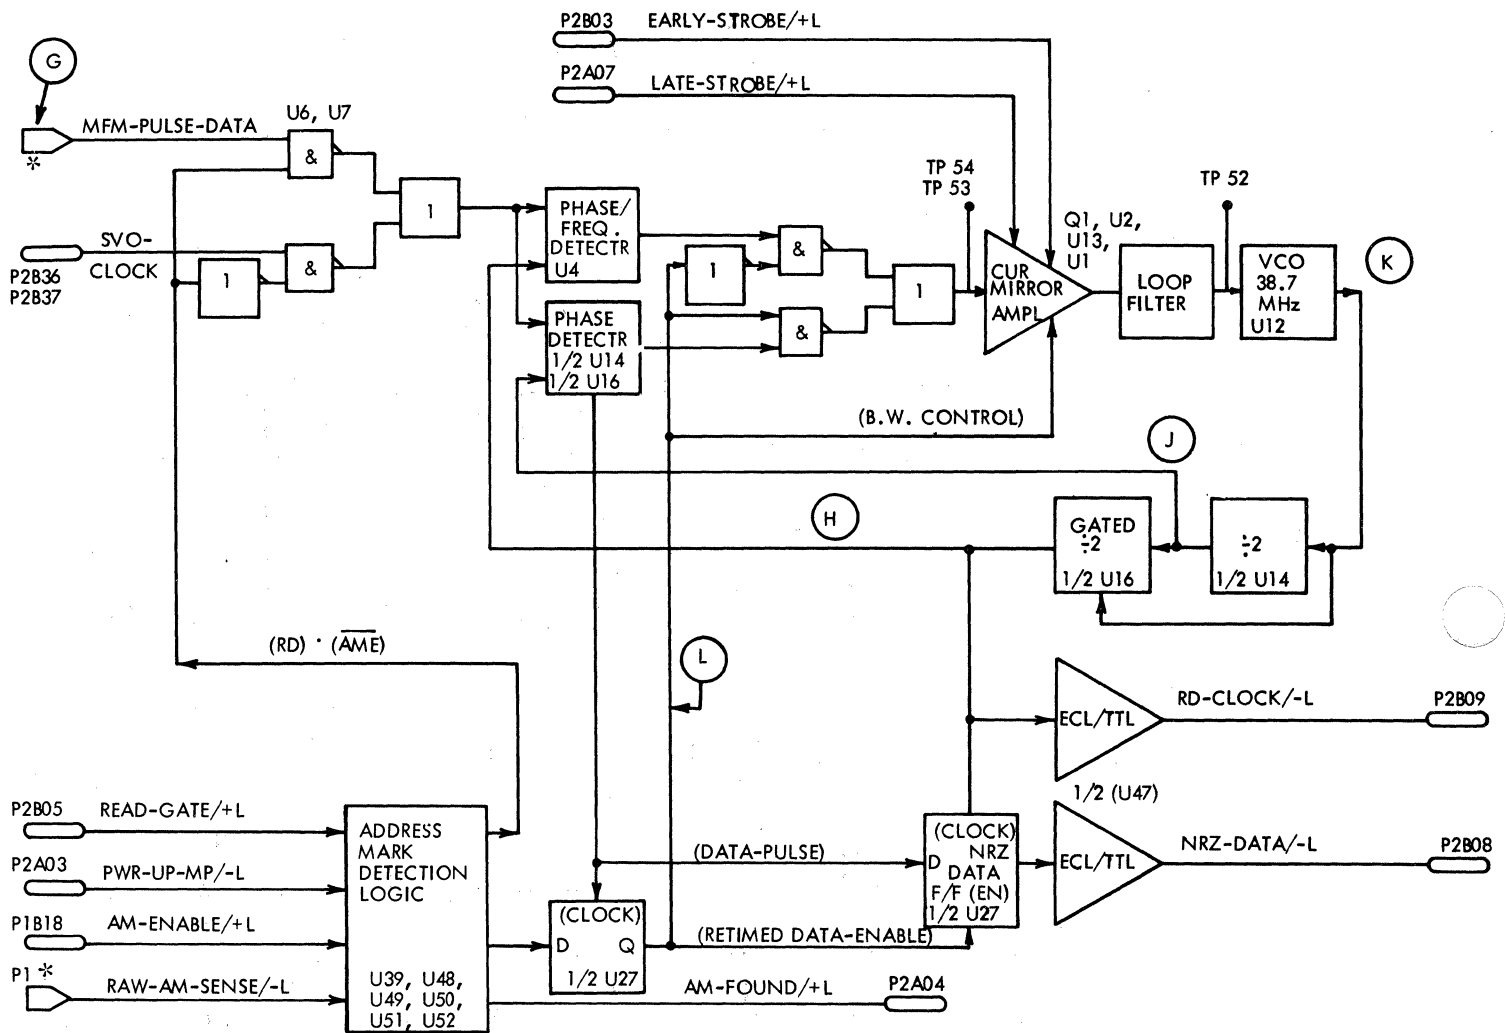 P2B03 EARLY-STROBE/+L
P2A07 LATE-STROBE/+L
G
MFM-PULSE-DATA
*
U6, U7
&
1
SVO-
CLOCK
P2B36
P2B37
1
&
PHASE/
FREQ.
DETECTR
U4
PHASE
DETECTR
1/2 U14
1/2 U16
1
&
&
1
TP 54
TP 53
CUR
MIRROR
AMPL
Q1, U2,
U13,
U1
LOOP
FILTER
TP 52
VCO
38.7
MHz
U12
K
(B.W. CONTROL)
J
H
GATED
÷2
1/2 U16
÷2
1/2 U14
(RD) · (A̅M̅E̅)
L
ECL/TTL
RD-CLOCK/-L
P2B09
1/2 (U47)
P2B05 READ-GATE/+L
P2A03 PWR-UP-MP/-L
P1B18 AM-ENABLE/+L
P1 * RAW-AM-SENSE/-L
ADDRESS
MARK
DETECTION
LOGIC
U39, U48,
U49, U50,
U51, U52
(CLOCK)
D Q
1/2 U27
(DATA-PULSE)
(RETIMED DATA-ENABLE)
(CLOCK)
D NRZ
DATA
F/F (EN)
1/2 U27
ECL/TTL
NRZ-DATA/-L
P2B08
AM-FOUND/+L P2A04